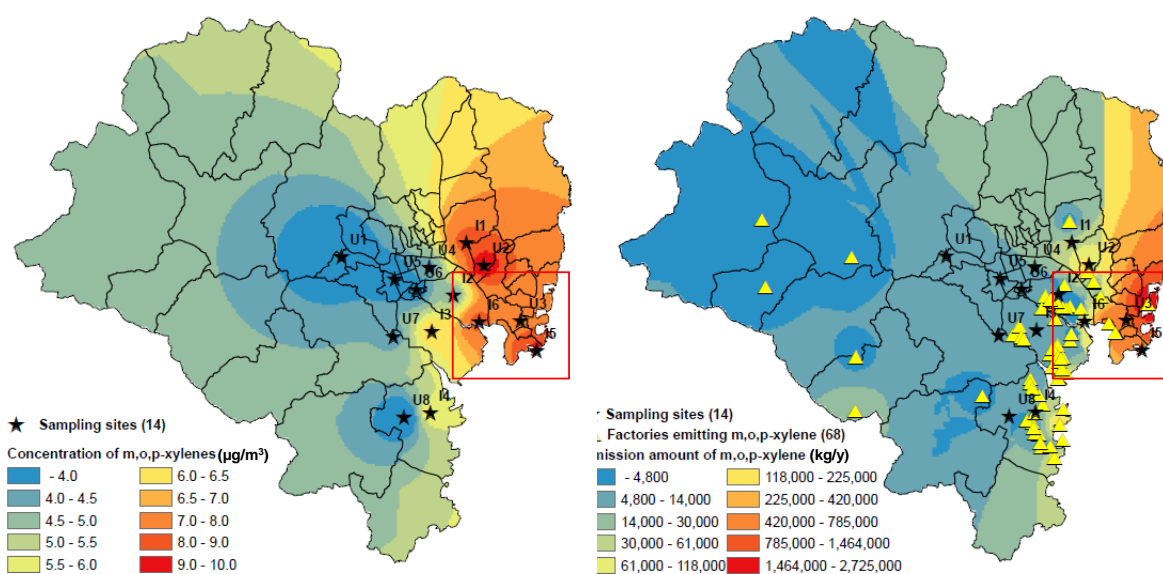 I1
U2
U1
U4
U5
U6
I2
I6
U3
I3
U7
I5
I4
U8
Sampling sites (14)
Concentration of m,o,p-xylenes (μg/m³)
- 4.0
4.0 - 4.5
4.5 - 5.0
5.0 - 5.5
5.5 - 6.0
6.0 - 6.5
6.5 - 7.0
7.0 - 8.0
8.0 - 9.0
9.0 - 10.0
I1
U2
U1
U4
U5
U6
I2
I6
U3
U7
I5
I4
U8
Sampling sites (14)
Factories emitting m,o,p-xylene (68)
mission amount of m,o,p-xylene (kg/y)
- 4,800
4,800 - 14,000
14,000 - 30,000
30,000 - 61,000
61,000 - 118,000
118,000 - 225,000
225,000 - 420,000
420,000 - 785,000
785,000 - 1,464,000
1,464,000 - 2,725,000